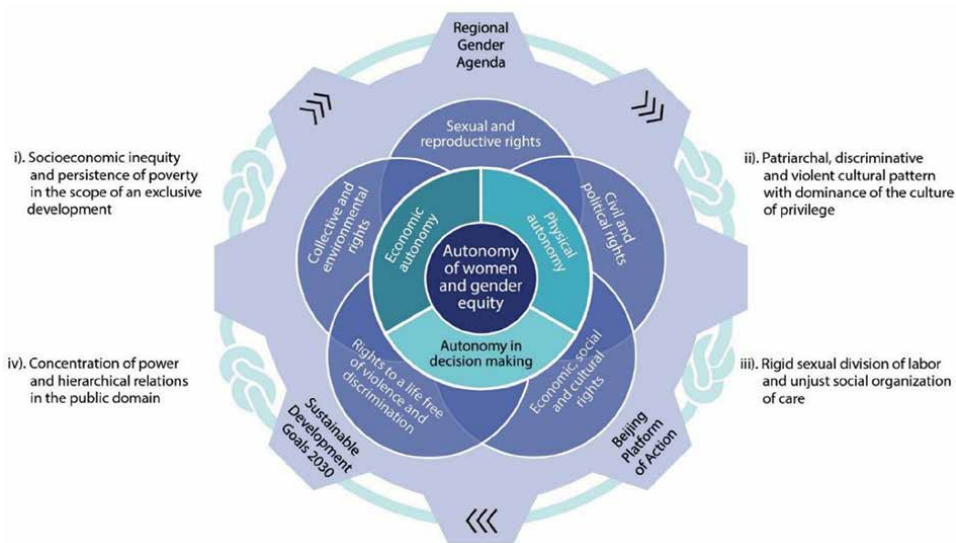 Regional
Gender
Agenda
Sexual and
reproductive rights
i). Socioeconomic inequity
and persistence of poverty
in the scope of an exclusive
development
ii). Patriarchal, discriminative
and violent cultural pattern
with dominance of the culture
of privilege
Collective and
environmental
rights
Economic
autonomy
Physical
autonomy
Civil and
political rights
Autonomy
of women
and gender
equity
Autonomy in
decision making
iv). Concentration of power
and hierarchical relations
in the public domain
Rights to a life free
of violence and
discrimination
Economic, social
and cultural
rights
iii). Rigid sexual division of labor
and unjust social organization
of care
Sustainable
Development
Goals 2030
Beijing
Platform
of Action